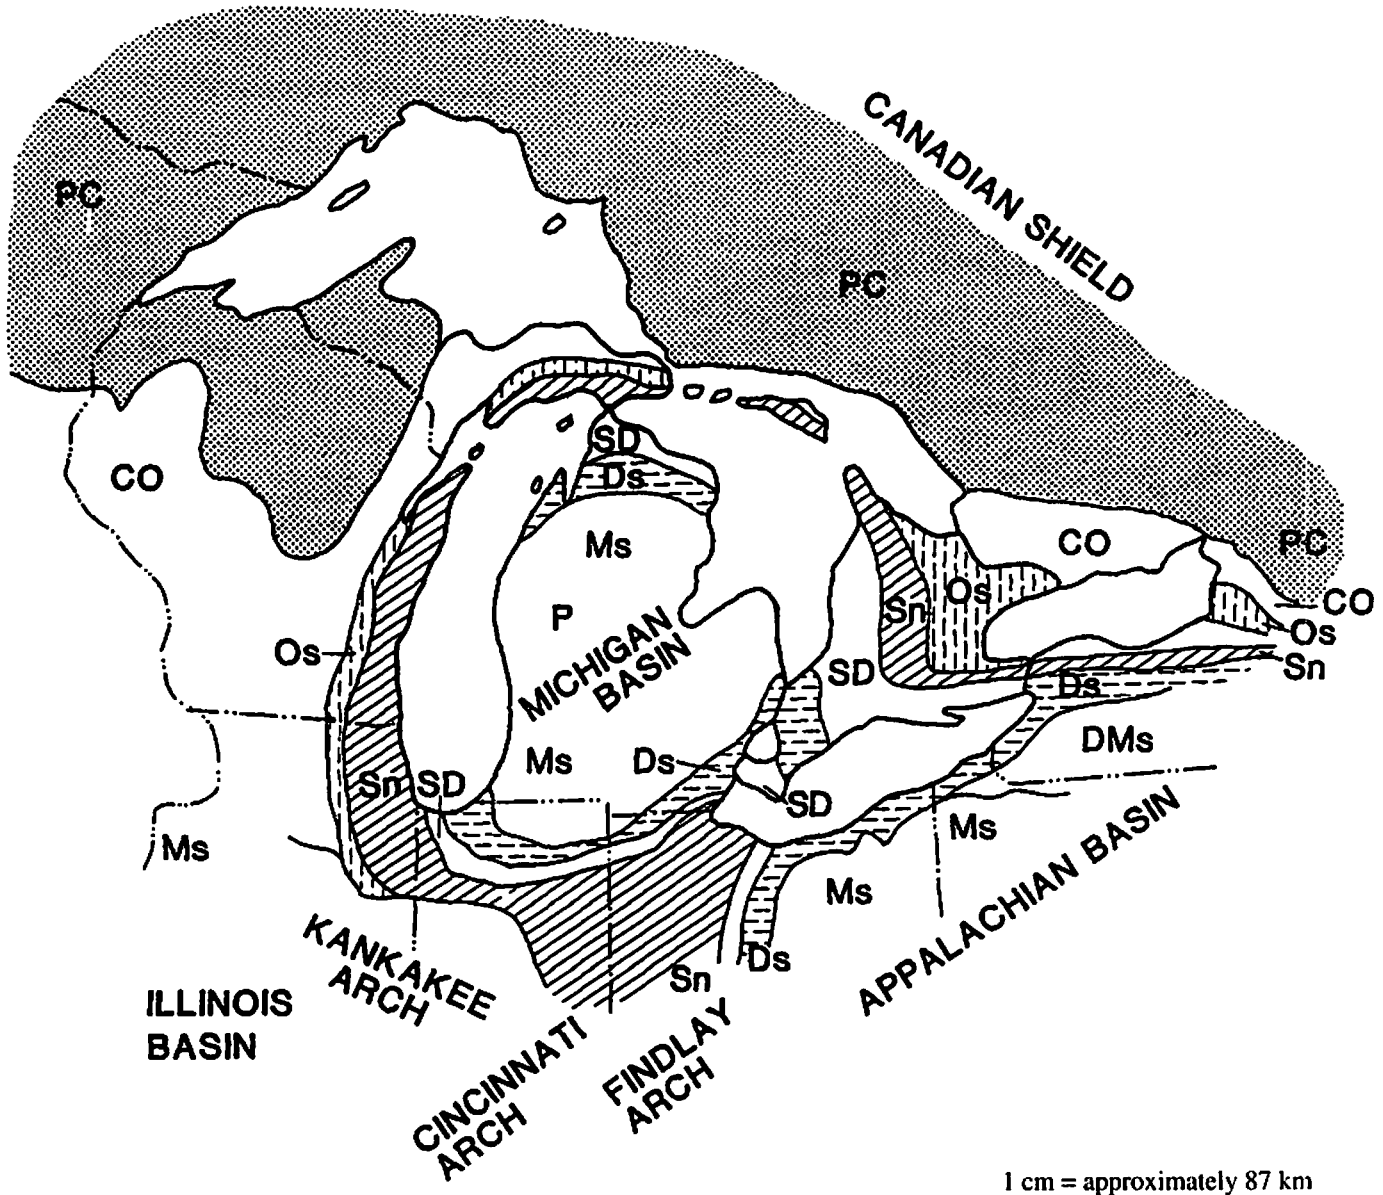 CANADIAN SHIELD
PC
PC
SD
CO
Ds
Ms
CO
PC
Os
Sn
CO
P
Os
Os
Sn
MICHIGAN
BASIN
SD
Ds
DMs
Ms
Ds
Sn
SD
SD
Ms
Ms
Ms
APPALACHIAN BASIN
KANKAKEE
ARCH
Ds
Sn
ILLINOIS
BASIN
CINCINNATI
ARCH
FINDLAY
ARCH
1 cm = approximately 87 km